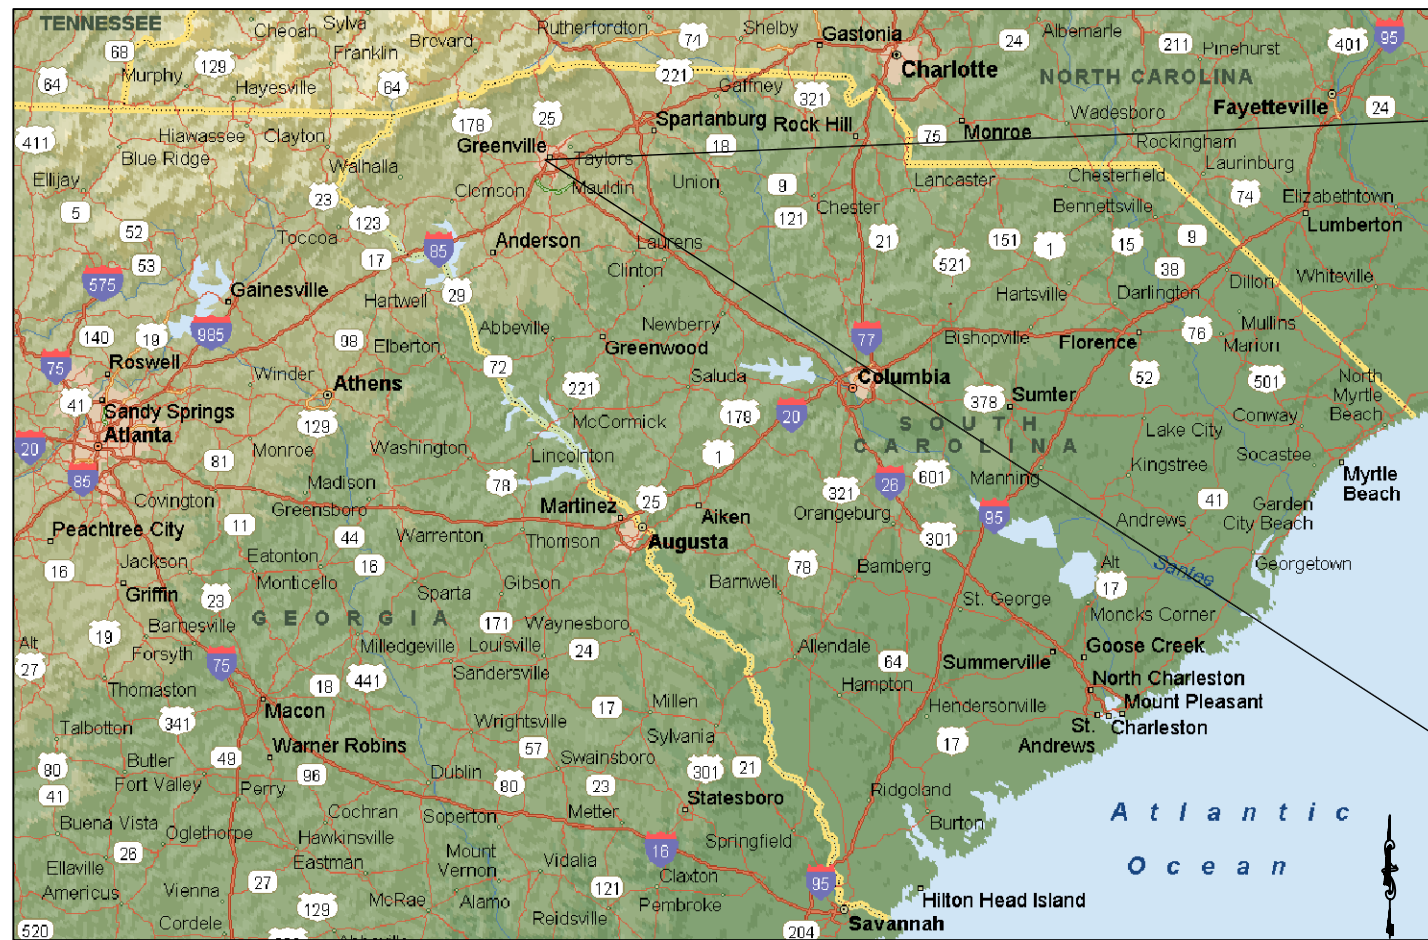 TENNESSEE
Cheoah
Sylva
Rutherfordton
74
Shelby
Gastonia
24
Albemarle
211
Pinehurst
401
95
68
Franklin
Brevard
Charlotte
NORTH CAROLINA
64
Murphy
129
Hayesville
64
221
Gaffney
321
Wadesboro
Fayetteville
24
411
Hiawassee
Clayton
178
25
Spartanburg
Rock Hill
75
Monroe
Rockingham
Blue Ridge
Walhalla
Greenville
Taylors
18
Laurinburg
Ellijay
Clemson
Mauldin
Union
9
Lancaster
Chesterfield
74
Elizabethtown
5
23
123
121
Chester
Bennettsville
Lumberton
52
Toccoa
85
Anderson
Laurens
21
151
1
15
9
53
17
Clinton
521
38
Dillon
Whiteville
575
Gainesville
Hartwell
29
Hartsville
Darlington
140
19
985
98
Abbeville
Newberry
77
Bishopville
Florence
76
Mullins
Marion
75
Roswell
Elberton
Greenwood
Winder
Athens
72
221
Saluda
Columbia
378
Sumter
52
501
North
Myrtle
Beach
41
Sandy Springs
Atlanta
129
McCormick
178
20
SOUTH
CAROLINA
Lake City
Conway
20
81
Monroe
Washington
Lincolnton
1
Kingstree
Socastee
85
Madison
78
26
601
Manning
Myrtle
Beach
Covington
Greensboro
Martinez
25
Aiken
321
Orangeburg
95
41
Garden
City Beach
Peachtree City
11
44
Warrenton
Thomson
Augusta
301
Andrews
Jackson
Eatonton
16
78
Bamberg
Alt
17
Santee
Georgetown
16
Griffin
Monticello
Sparta
Gibson
Barnwell
23
St. George
Moncks Corner
GEORGIA
Barnesville
171
Waynesboro
Alt
27
19
Forsyth
75
Milledgeville
Louisville
24
Allendale
64
Summerville
Goose Creek
Thomaston
18
441
Sandersville
Hampton
North Charleston
Talbotton
341
Macon
17
Millen
Hendersonville
Mount Pleasant
St.
Andrews
Charleston
Wrightsville
Sylvania
17
Butler
49
Warner Robins
57
Swainsboro
80
Fort Valley
96
Dublin
80
23
301
21
41
Perry
Ridgeland
Cochran
Soperton
Metter
Statesboro
Atlantic
Ocean
Buena Vista
Oglethorpe
Hawkinsville
Springfield
Burton
26
Eastman
Mount
Vernon
Vidalia
16
Ellaville
Americus
Vienna
27
Claxton
95
129
McRae
Alamo
121
Pembroke
Hilton Head Island
520
Cordele
Reidsville
204
Savannah